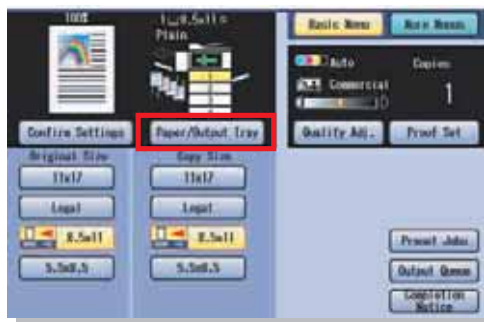 100%
Plain
Basic Menu
More Menus
Auto
Copies
Commercial
1
Confirm Settings
Paper/Output Tray
Quality Adj.
Proof Set
Original Size
Copy Size
11x17
11x17
Legal
Legal
8.5x11
8.5x11
5.5x8.5
5.5x8.5
Preset Jobs
Output Queue
Completion
Notice